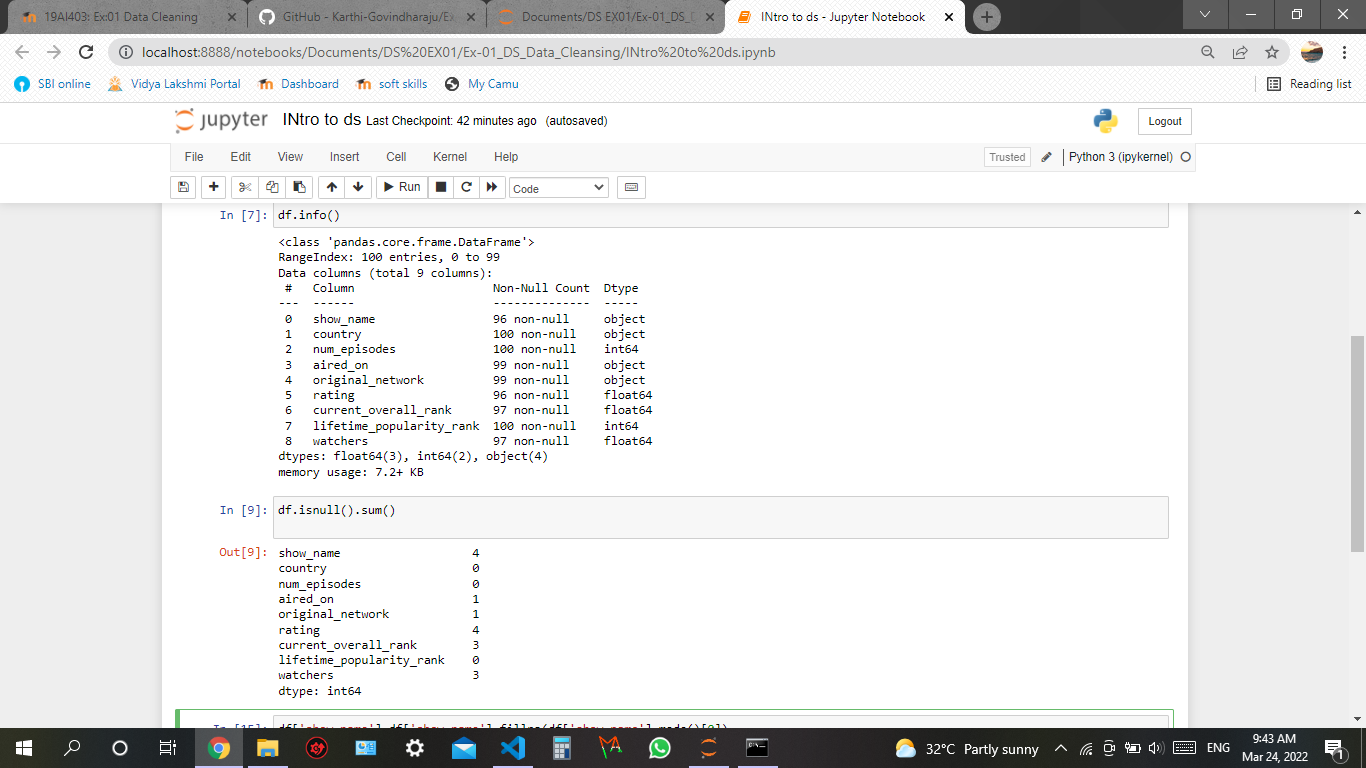 19AI403: Ex:01 Data Cleaning
GitHub - Karthi-Govindharaju/Ex
Documents/DS EX01/Ex-01_DS_D
INtro to ds - Jupyter Notebook
localhost:8888/notebooks/Documents/DS%20EX01/Ex-01_DS_Data_Cleansing/INtro%20to%20ds.ipynb
SBI online
Vidya Lakshmi Portal
Dashboard
soft skills
My Camu
Reading list
jupyter INtro to ds Last Checkpoint: 42 minutes ago (autosaved)
Logout
File Edit View Insert Cell Kernel Help
Trusted
Python 3 (ipykernel)
Run
Code
In [7]: df.info()
<class 'pandas.core.frame.DataFrame'>
RangeIndex: 100 entries, 0 to 99
Data columns (total 9 columns):
# Column Non-Null Count Dtype
--- ------ -------------- -----
0 show_name 96 non-null object
1 country 100 non-null object
2 num_episodes 100 non-null int64
3 aired_on 99 non-null object
4 original_network 99 non-null object
5 rating 96 non-null float64
6 current_overall_rank 97 non-null float64
7 lifetime_popularity_rank 100 non-null int64
8 watchers 97 non-null float64
dtypes: float64(3), int64(2), object(4)
memory usage: 7.2+ KB
In [9]: df.isnull().sum()
Out[9]: show_name 4
country 0
num_episodes 0
aired_on 1
original_network 1
rating 4
current_overall_rank 3
lifetime_popularity_rank 0
watchers 3
dtype: int64
32°C Partly sunny
ENG
9:43 AM
Mar 24, 2022
1